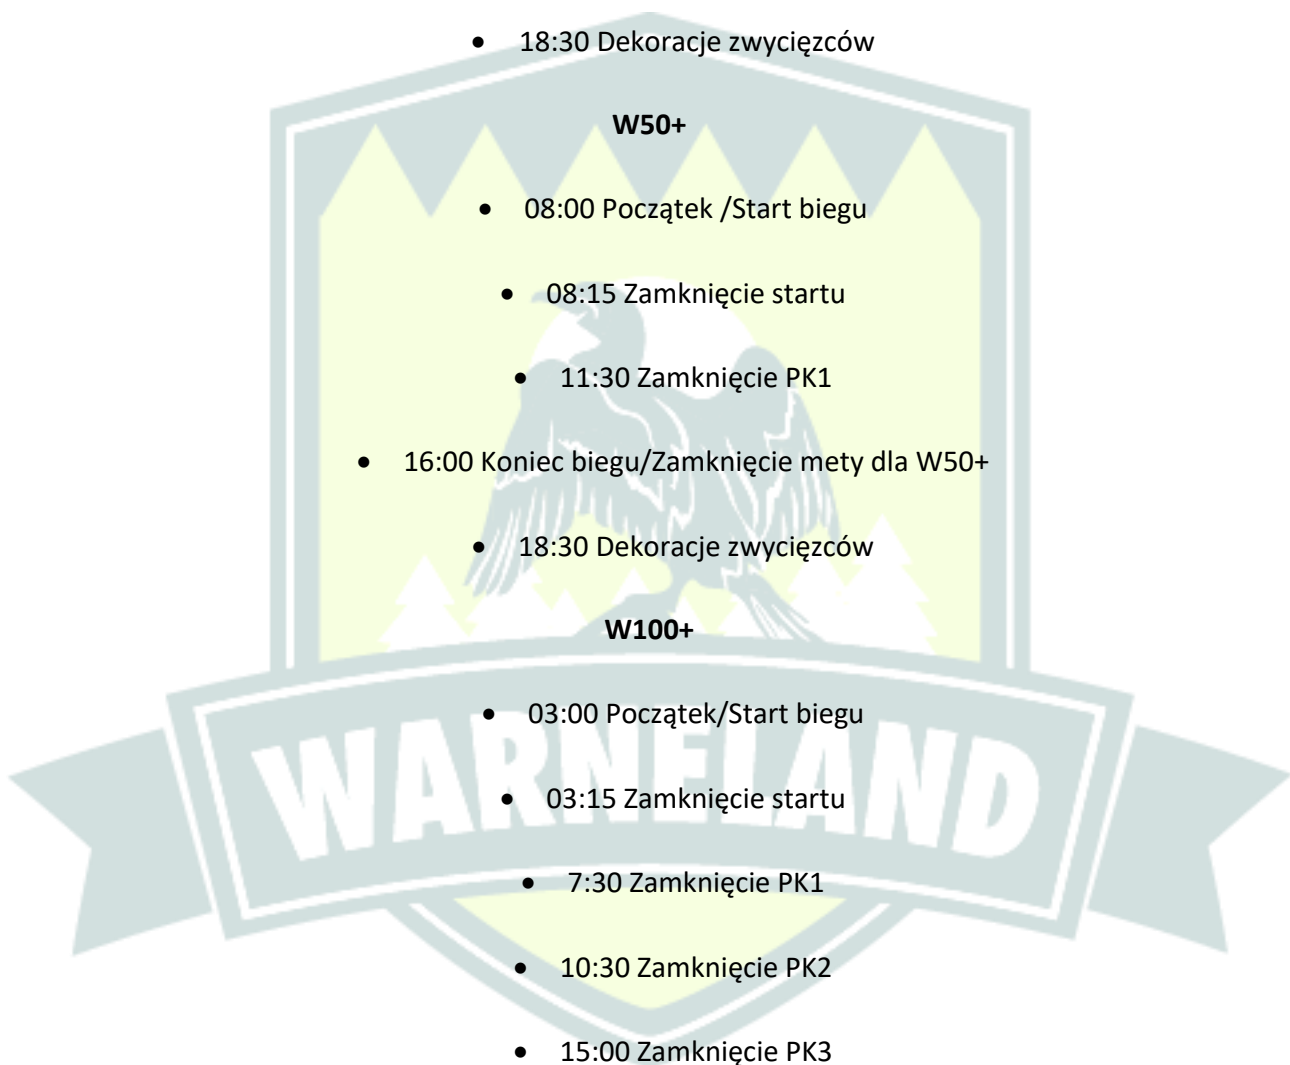 • 18:30 Dekoracje zwycięzców
W50+
• 08:00 Początek /Start biegu
• 08:15 Zamknięcie startu
• 11:30 Zamknięcie PK1
• 16:00 Koniec biegu/Zamknięcie mety dla W50+
• 18:30 Dekoracje zwycięzców
W100+
• 03:00 Początek/Start biegu
WARNELAND
• 03:15 Zamknięcie startu
• 7:30 Zamknięcie PK1
• 10:30 Zamknięcie PK2
• 15:00 Zamknięcie PK3